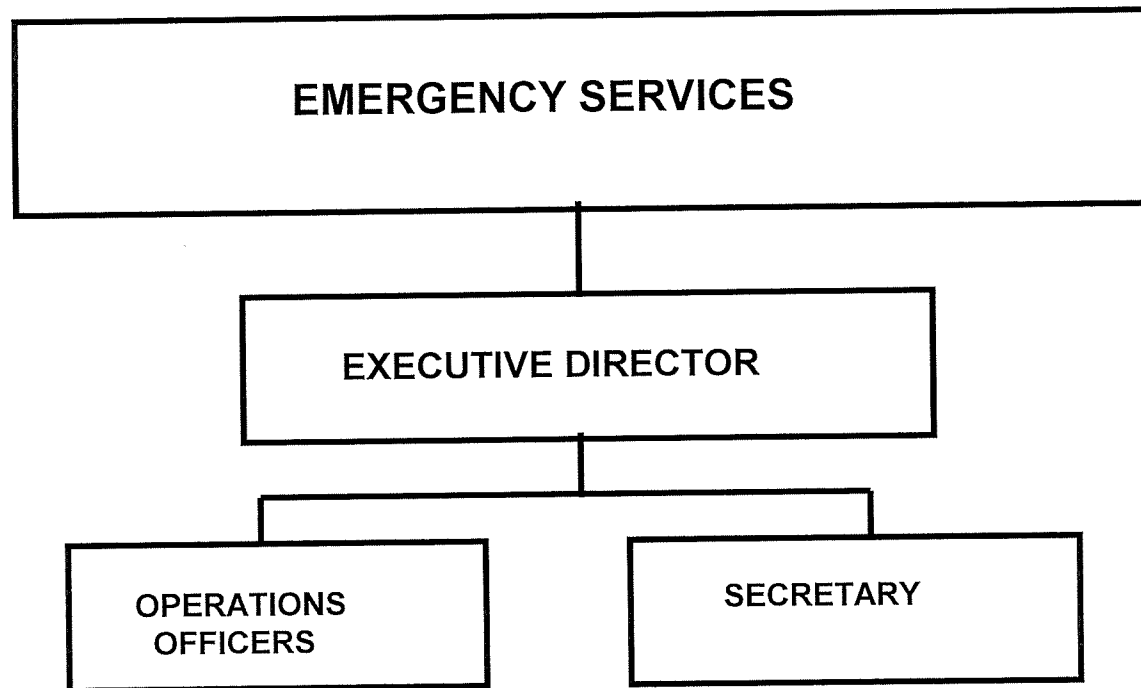 EMERGENCY SERVICES
EXECUTIVE DIRECTOR
OPERATIONS
OFFICERS
SECRETARY